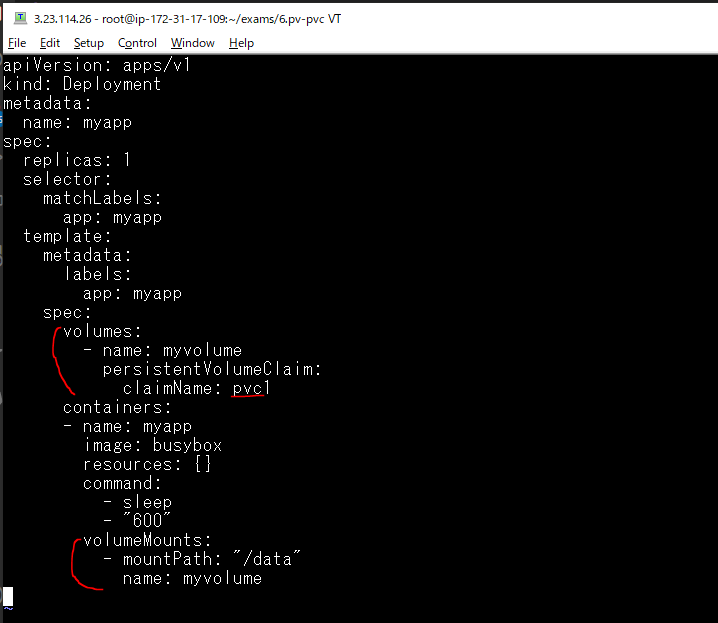 3.23.114.26 - root@ip-172-31-17-109:~/exams/6.pv-pvc VT
File Edit Setup Control Window Help
apiVersion: apps/v1
kind: Deployment
metadata:
  name: myapp
spec:
  replicas: 1
  selector:
    matchLabels:
      app: myapp
  template:
    metadata:
      labels:
        app: myapp
    spec:
      volumes:
        - name: myvolume
          persistentVolumeClaim:
            claimName: pvc1
      containers:
      - name: myapp
        image: busybox
        resources: []
        command:
          - sleep
          - "600"
        volumeMounts:
          - mountPath: "/data"
            name: myvolume
~